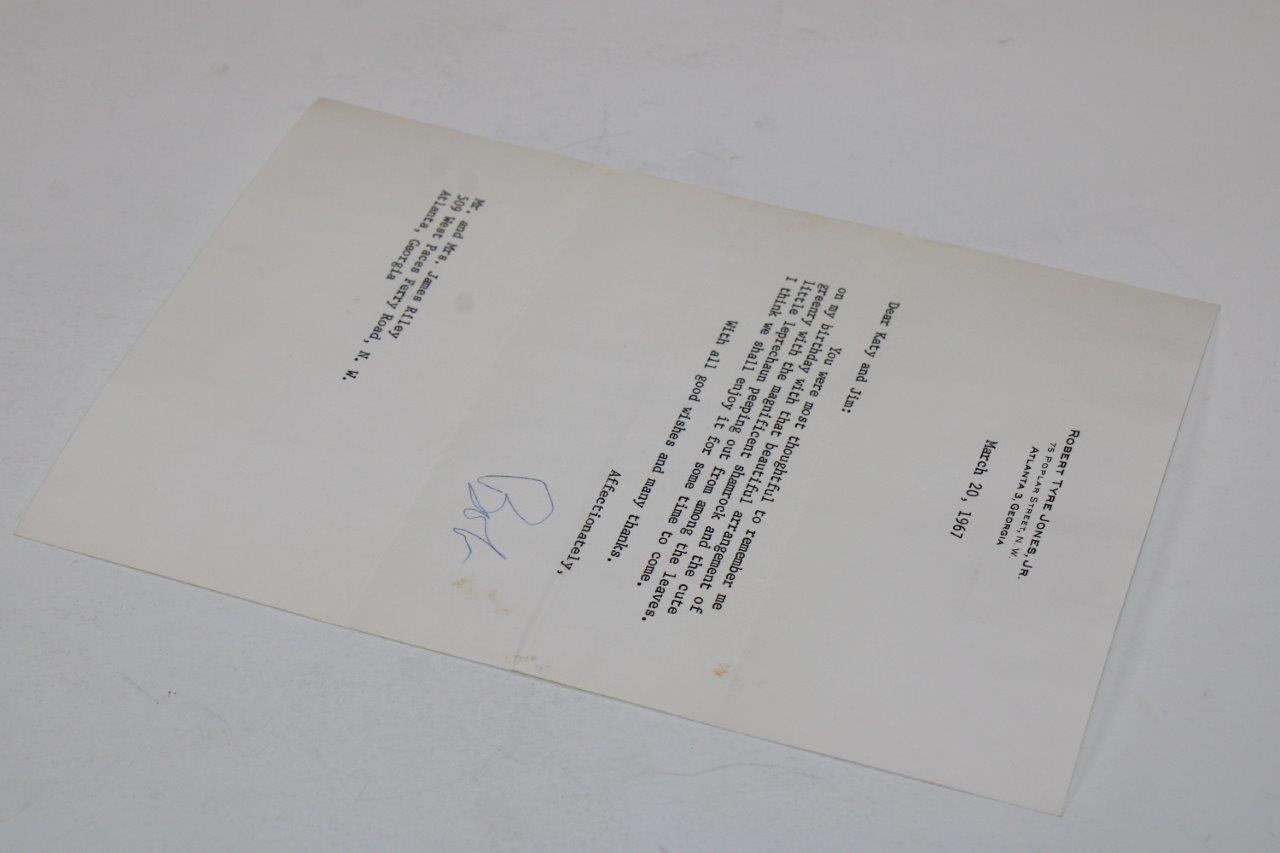 ROBERT TYRE JONES, JR.
75 POPLAR STREET, N. W.
ATLANTA 3, GEORGIA
March 20, 1967
Dear Katy and Jim:
You were most thoughtful to remember me
on my birthday with that beautiful arrangement of
greenry with the magnificent shamrock and the cute
little leprechaun peeping out from among the leaves.
I think we shall enjoy it for some time to come.
With all good wishes and many thanks.
Affectionately,
Bob
Mr. and Mrs. James Riley
509 West Paces Ferry Road, N. W.
Atlanta, Georgia